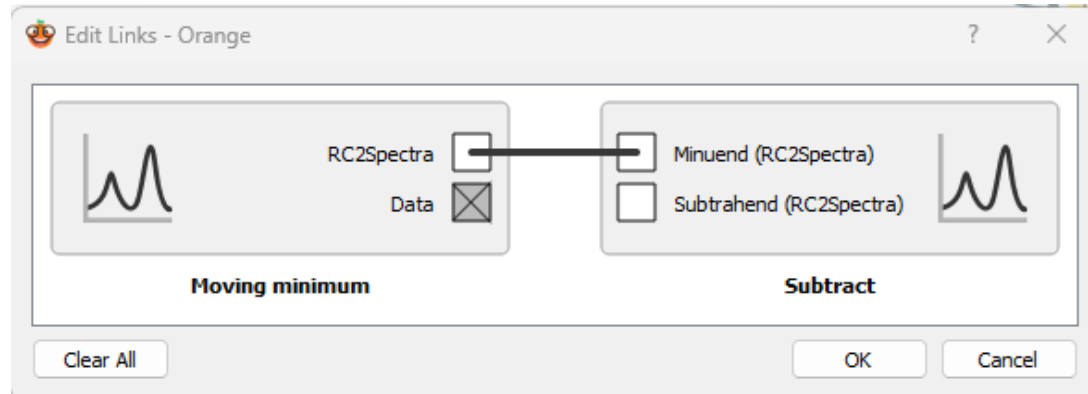 Edit Links - Orange
?
RC2Spectra
Minuend (RC2Spectra)
Data
Subtrahend (RC2Spectra)
Moving minimum
Subtract
Clear All
OK
Cancel